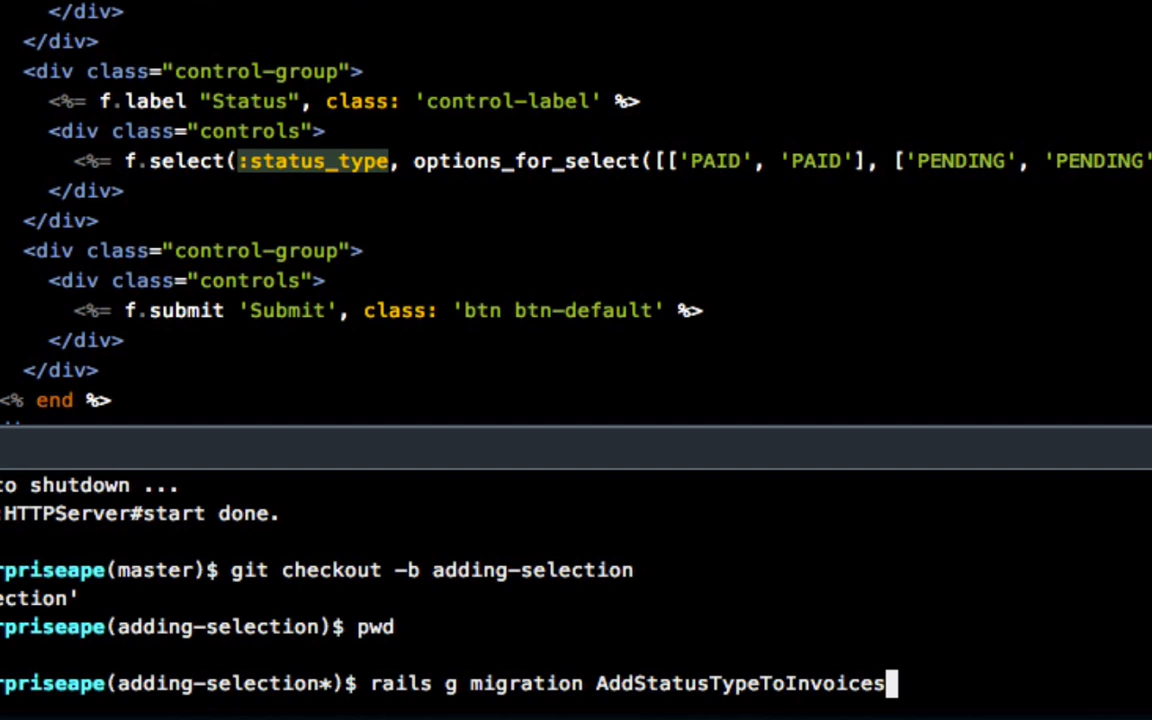 </div>
</div>
<div class="control-group">
<%= f.label "Status", class: 'control-label' %>
<div class="controls">
<%= f.select(:status_type, options_for_select([['PAID', 'PAID'], ['PENDING', 'PENDING'
</div>
</div>
<div class="control-group">
<div class="controls">
<%= f.submit 'Submit', class: 'btn btn-default' %>
</div>
</div>
<% end %>
to shutdown ...
:HTTPServer#start done.
rpriseape(master)$ git checkout -b adding-selection
ection'
rpriseape(adding-selection)$ pwd
rpriseape(adding-selection*)$ rails g migration AddStatusTypeToInvoices